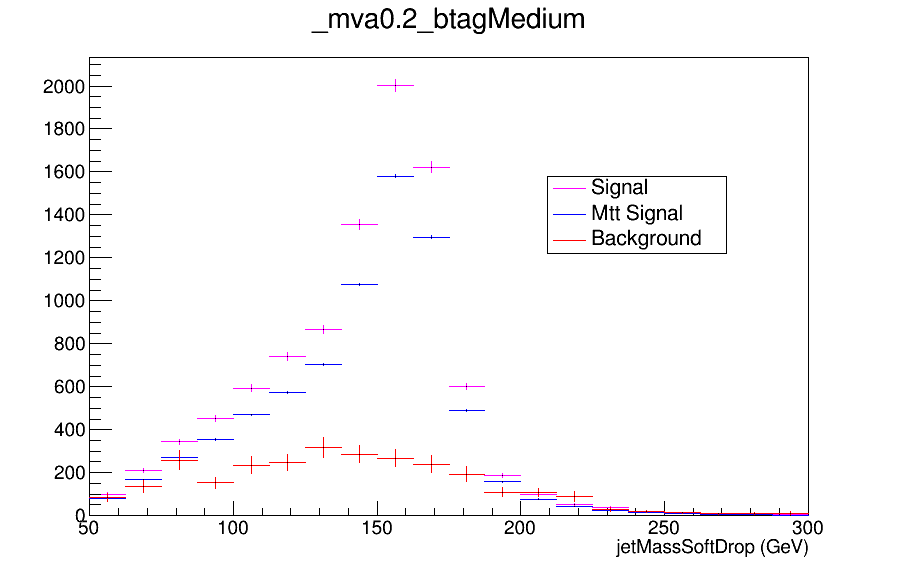 _mva0.2_btagMedium
2000
1800
1600
1400
1200
1000
800
600
400
200
0
Signal
Mtt Signal
Background
50 100 150 200 250 300
jetMassSoftDrop (GeV)